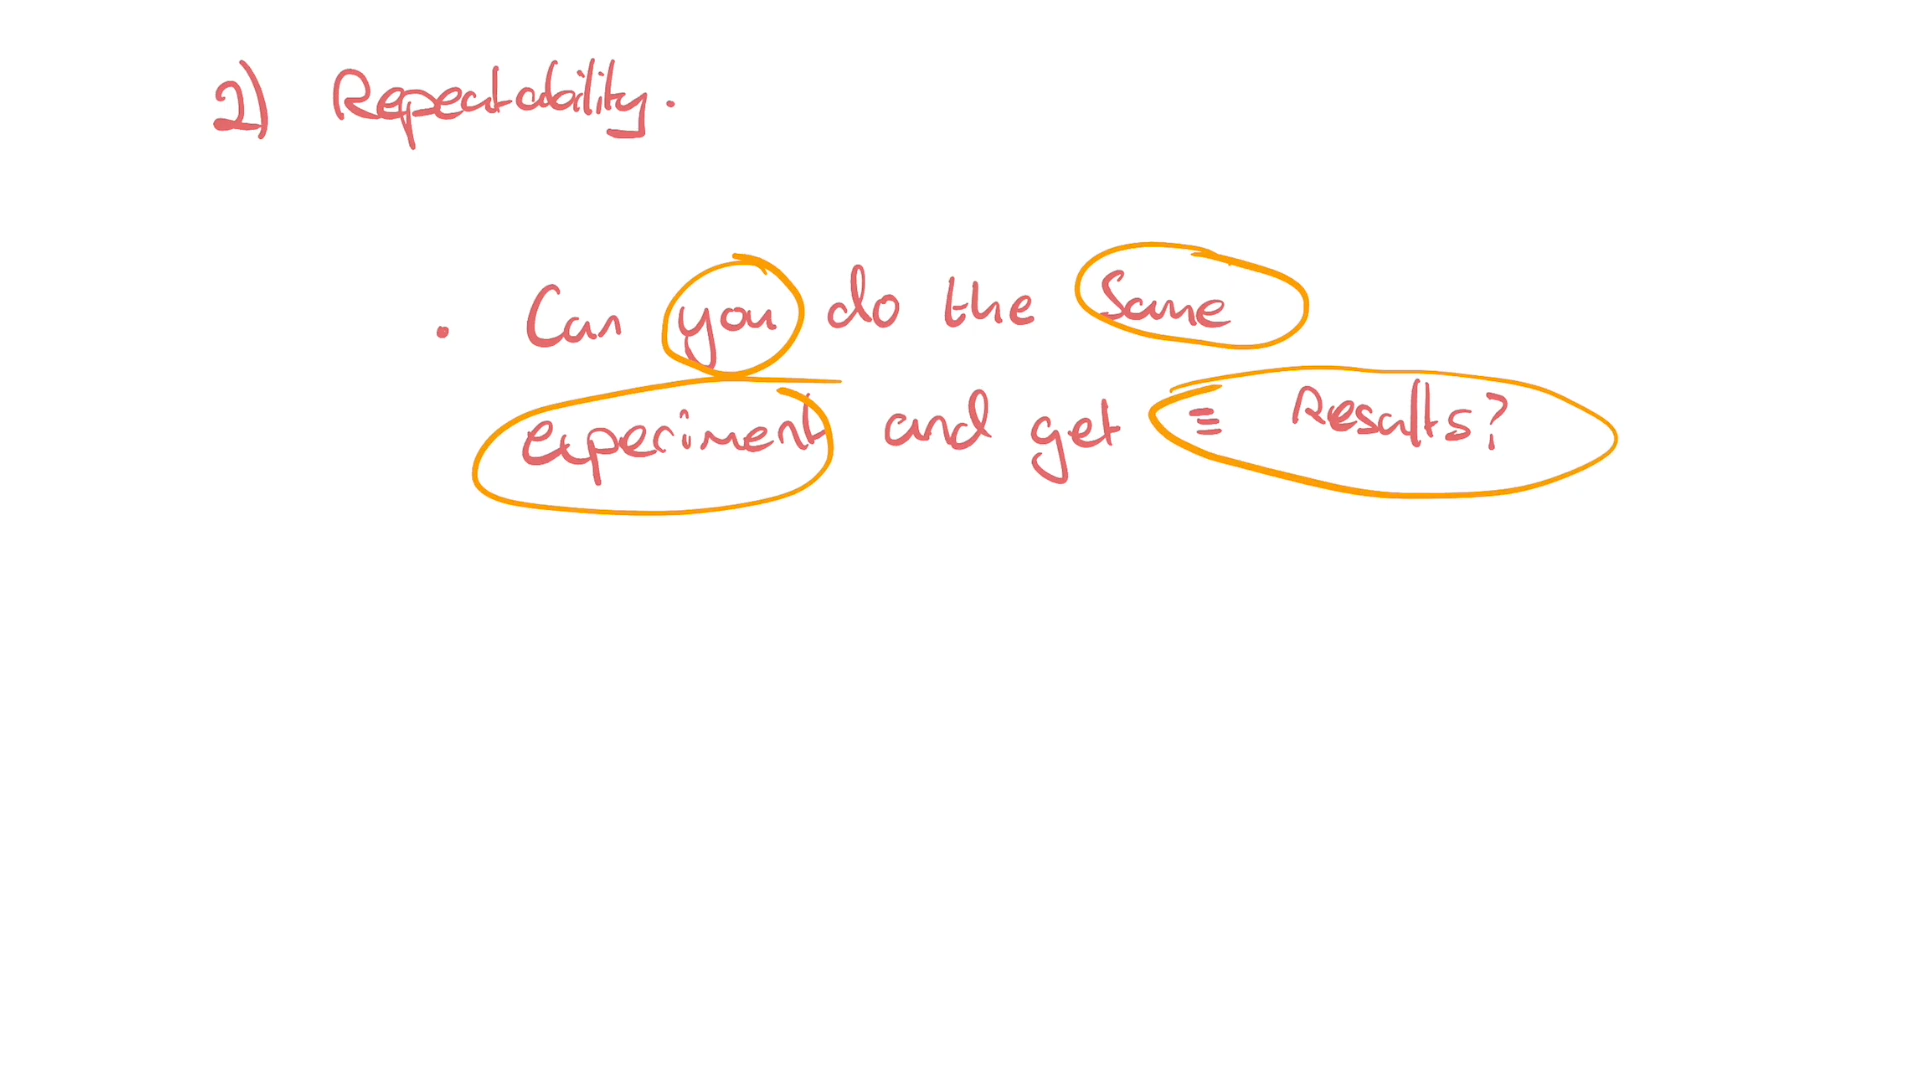 2) Repeatability.
• Can you do the Same
experiment and get ≡ Results?